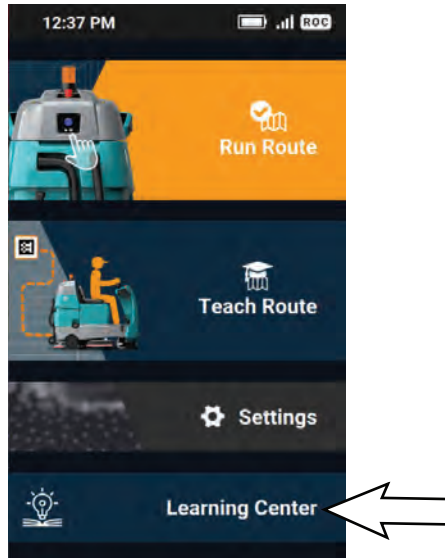 12:37 PM
ROC
Run Route
Teach Route
Settings
Learning Center